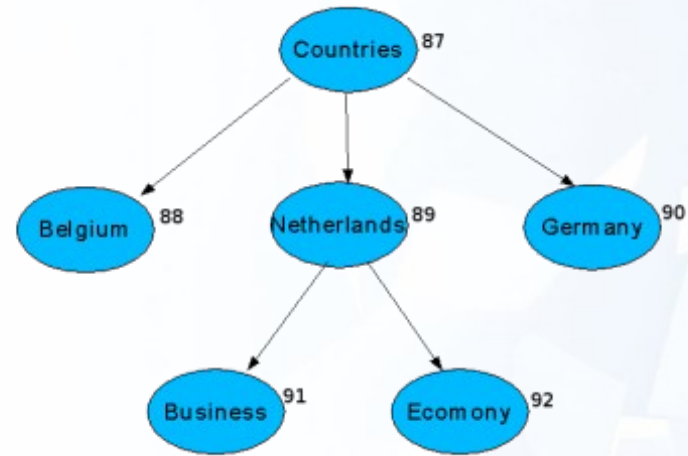 Countries 87
Belgium 88
Netherlands 89
Germany 90
Business 91
Ecomony 92